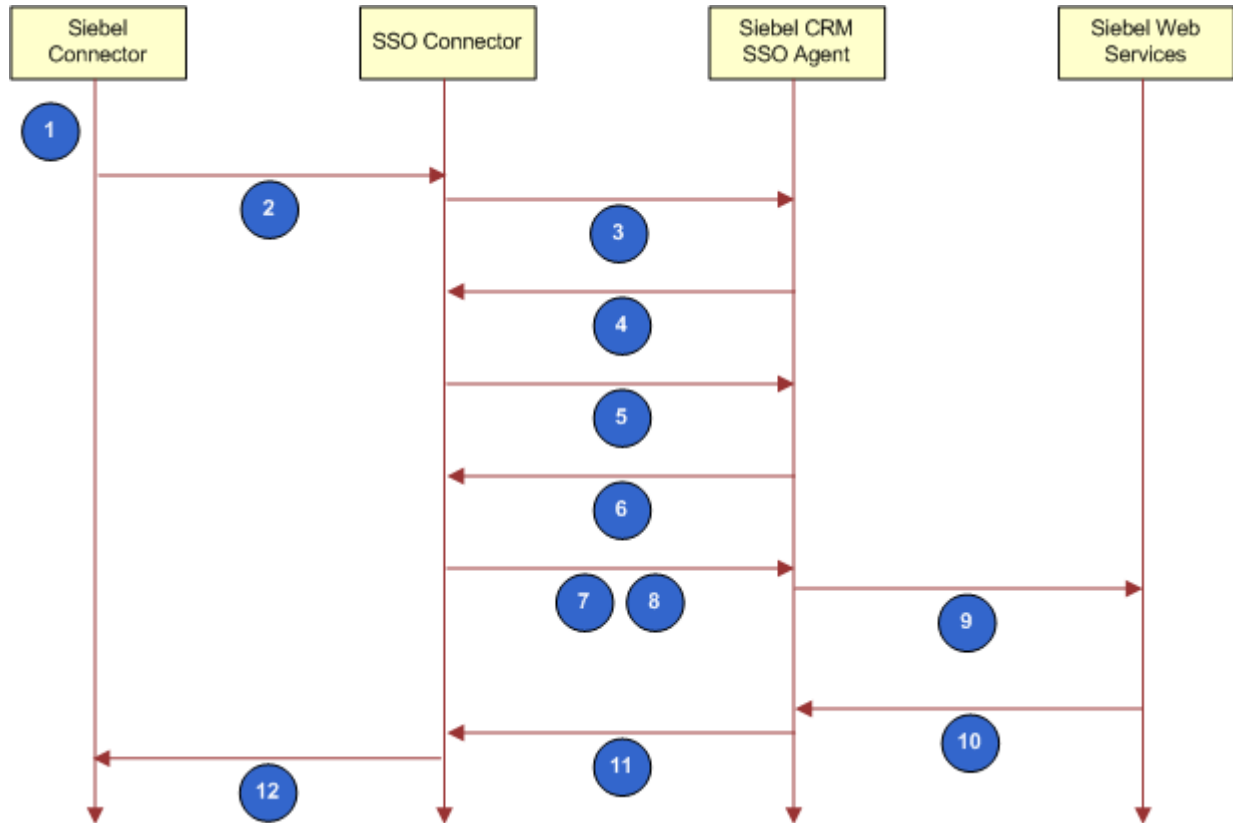 Siebel
Connector
SSO Connector
Siebel CRM
SSO Agent
Siebel Web
Services
1
2
3
4
5
6
7
8
9
10
11
12